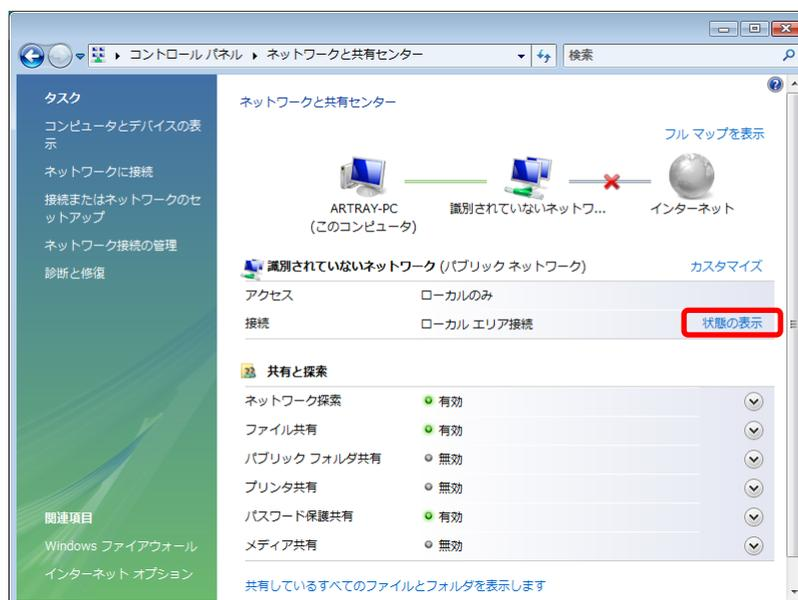 コントロール パネル ▸ ネットワークと共有センター
検索
タスク
コンピュータとデバイスの表
示
ネットワークに接続
接続またはネットワークのセ
ットアップ
ネットワーク接続の管理
診断と修復
関連項目
Windows ファイアウォール
インターネット オプション
ネットワークと共有センター
フル マップを表示
ARTRAY-PC
(このコンピュータ)
識別されていないネットワ...
インターネット
識別されていないネットワーク (パブリック ネットワーク)
カスタマイズ
アクセス ローカルのみ
接続 ローカル エリア接続 状態の表示
共有と探索
ネットワーク探索 有効
ファイル共有 有効
パブリック フォルダ共有 無効
プリンタ共有 無効
パスワード保護共有 有効
メディア共有 無効
共有しているすべてのファイルとフォルダを表示します